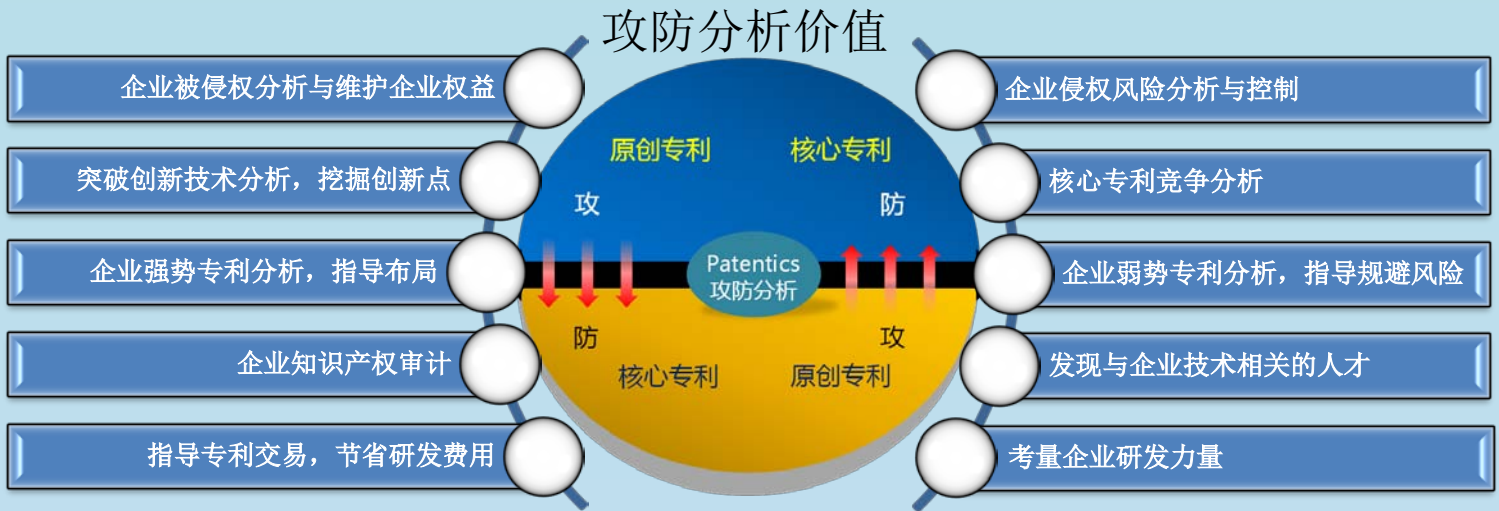 攻防分析价值
企业被侵权分析与维护企业权益
突破创新技术分析，挖掘创新点
企业强势专利分析，指导布局
企业知识产权审计
指导专利交易，节省研发费用
原创专利
核心专利
攻
防
Patentics
攻防分析
防
攻
核心专利
原创专利
企业侵权风险分析与控制
核心专利竞争分析
企业弱势专利分析，指导规避风险
发现与企业技术相关的人才
考量企业研发力量